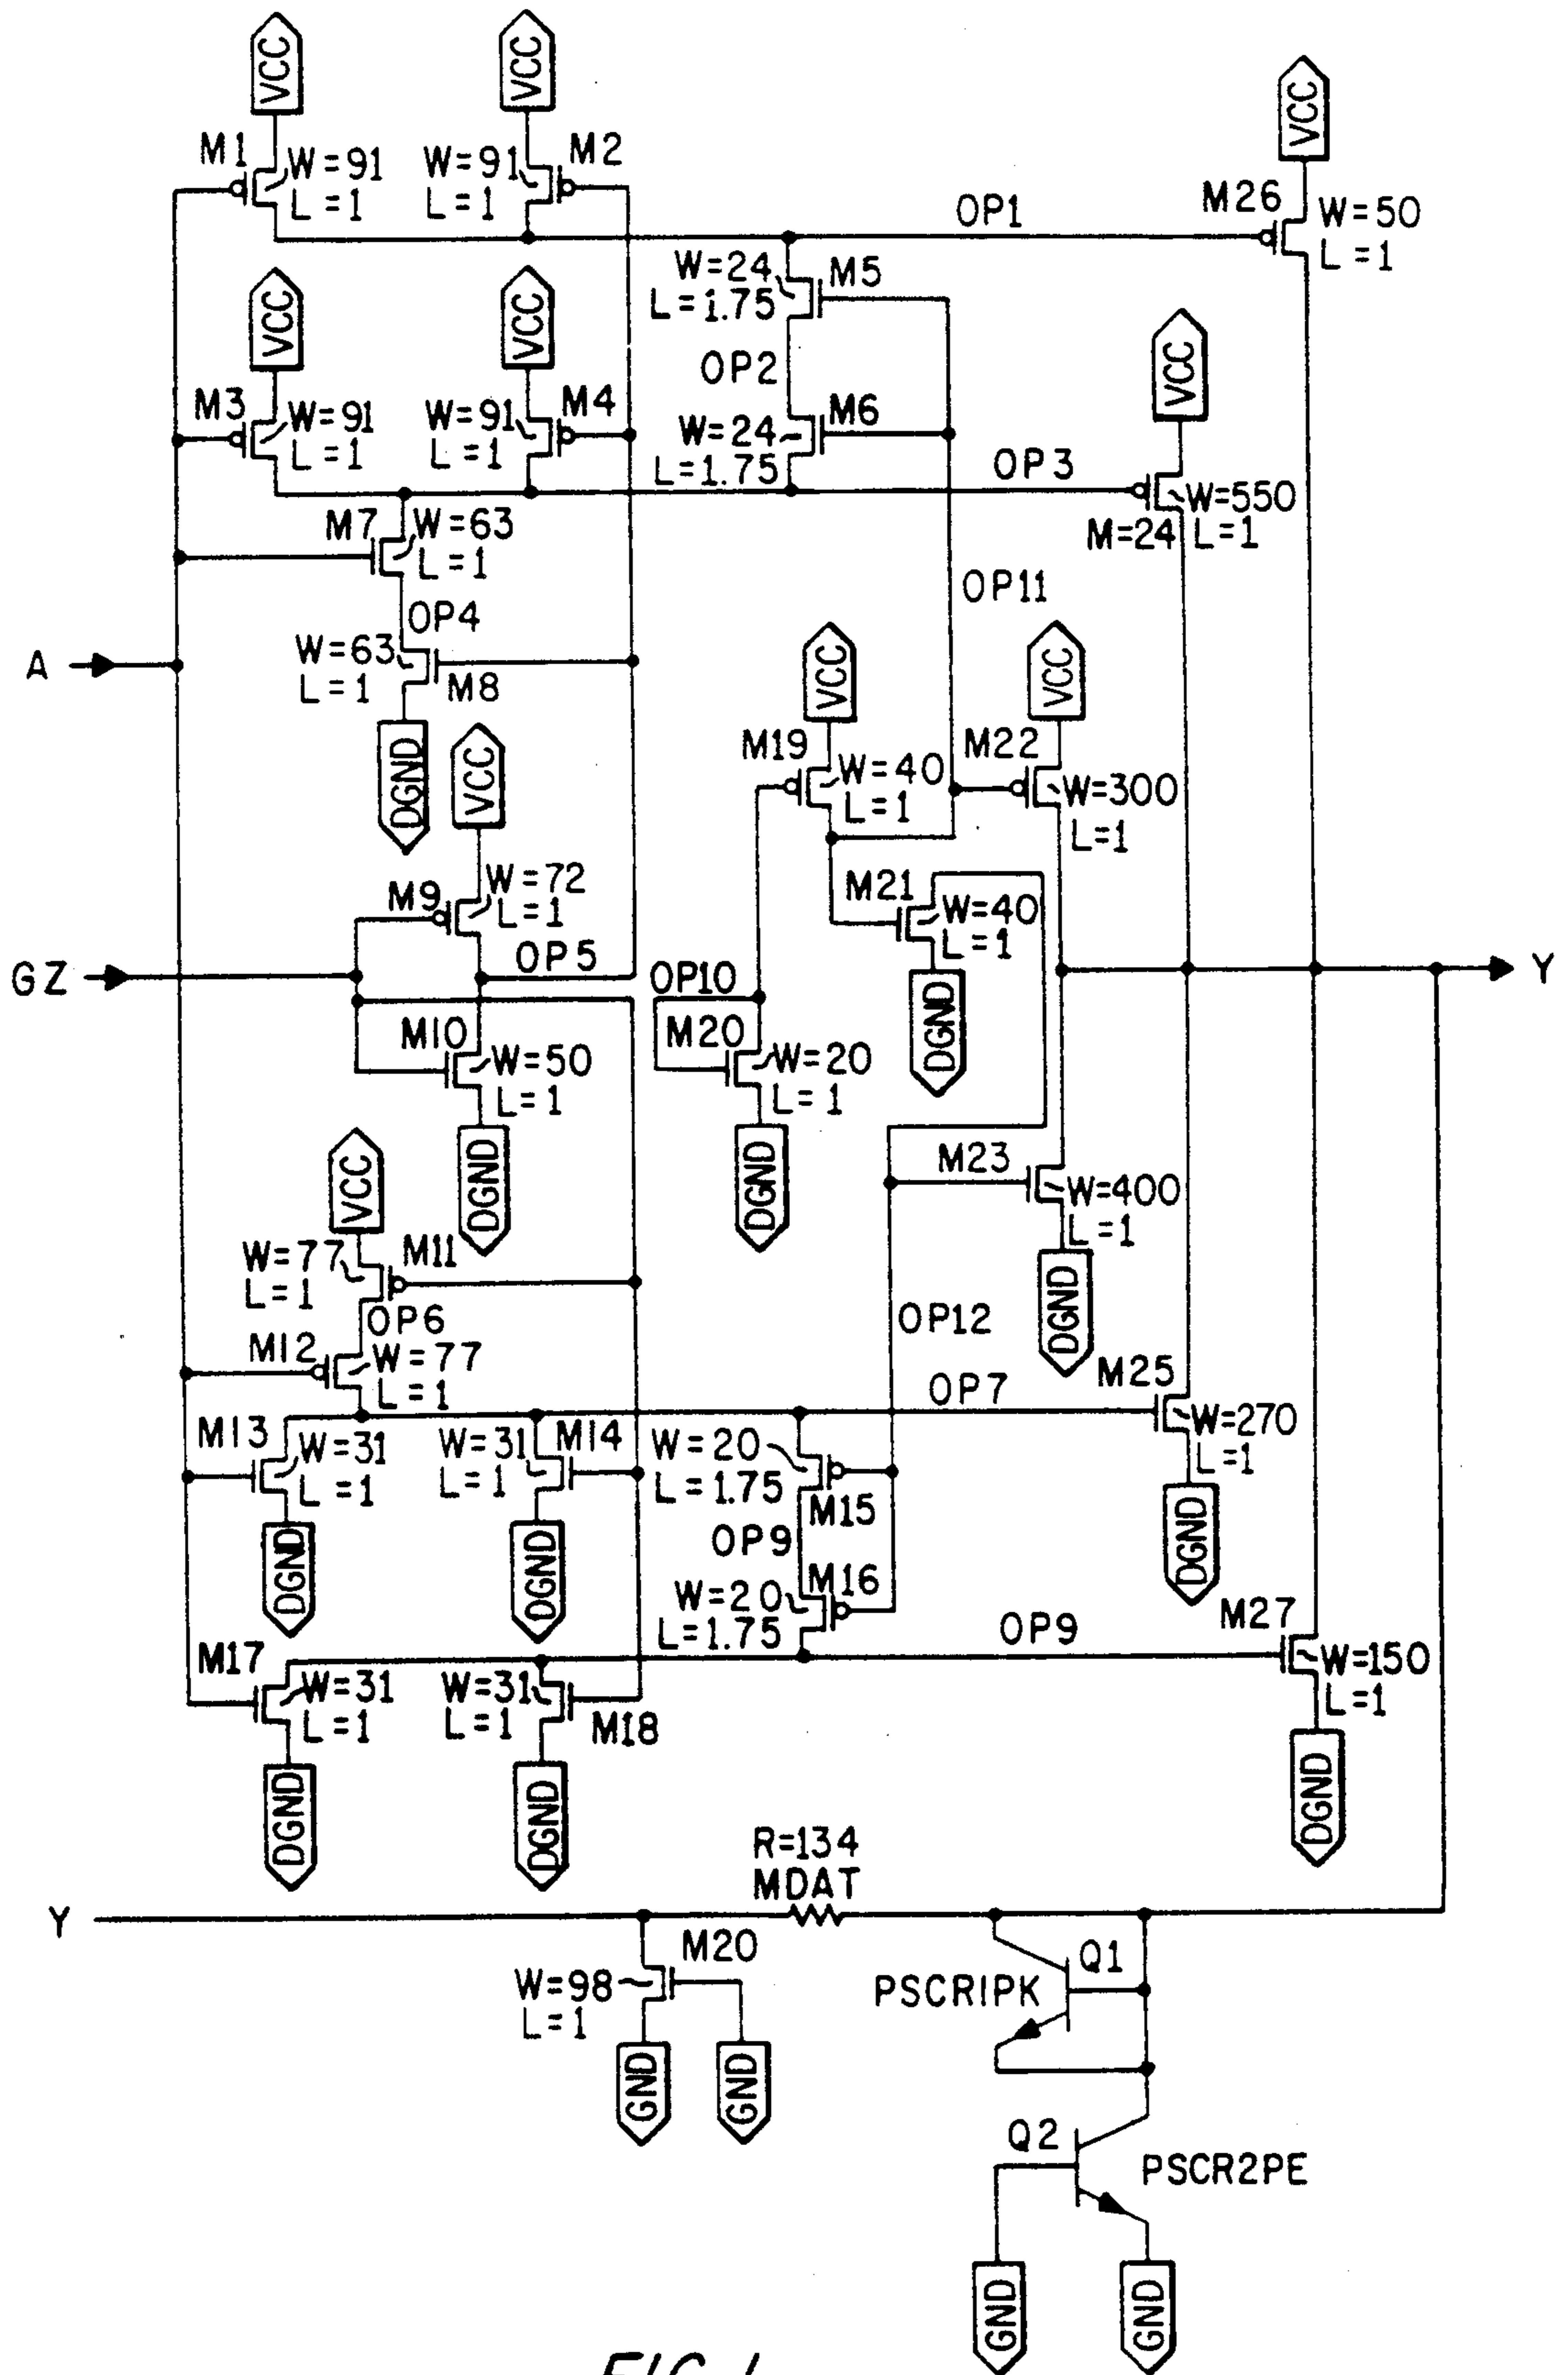 VCC
VCC
VCC
M1
W=91
L=1
W=91
L=1
M2
OP1
M26
W=50
L=1
W=24
L=1.75
M5
VCC
VCC
VCC
OP2
M3
W=91
L=1
W=91
L=1
M4
W=24
L=1.75
M6
OP3
W=550
M=24
L=1
M7
W=63
L=1
OP4
OP11
A
W=63
L=1
M8
VCC
VCC
DGND
VCC
M19
W=40
L=1
M22
W=300
L=1
M9
W=72
L=1
M21
W=40
L=1
GZ
OP5
OP10
DGND
Y
M10
W=50
L=1
M20
W=20
L=1
VCC
DGND
DGND
M23
W=400
L=1
W=77
L=1
M11
DGND
OP6
OP12
M12
W=77
L=1
OP7
M25
W=270
L=1
M13
W=31
L=1
W=31
L=1
M14
W=20
L=1.75
M15
DGND
DGND
OP9
DGND
W=20
L=1.75
M16
OP9
M27
W=150
L=1
M17
W=31
L=1
W=31
L=1
M18
DGND
DGND
DGND
R=134
MDAT
Y
M20
W=98
L=1
Q1
PSCR1PK
GND
GND
Q2
PSCR2PE
GND
GND
FIG. 1